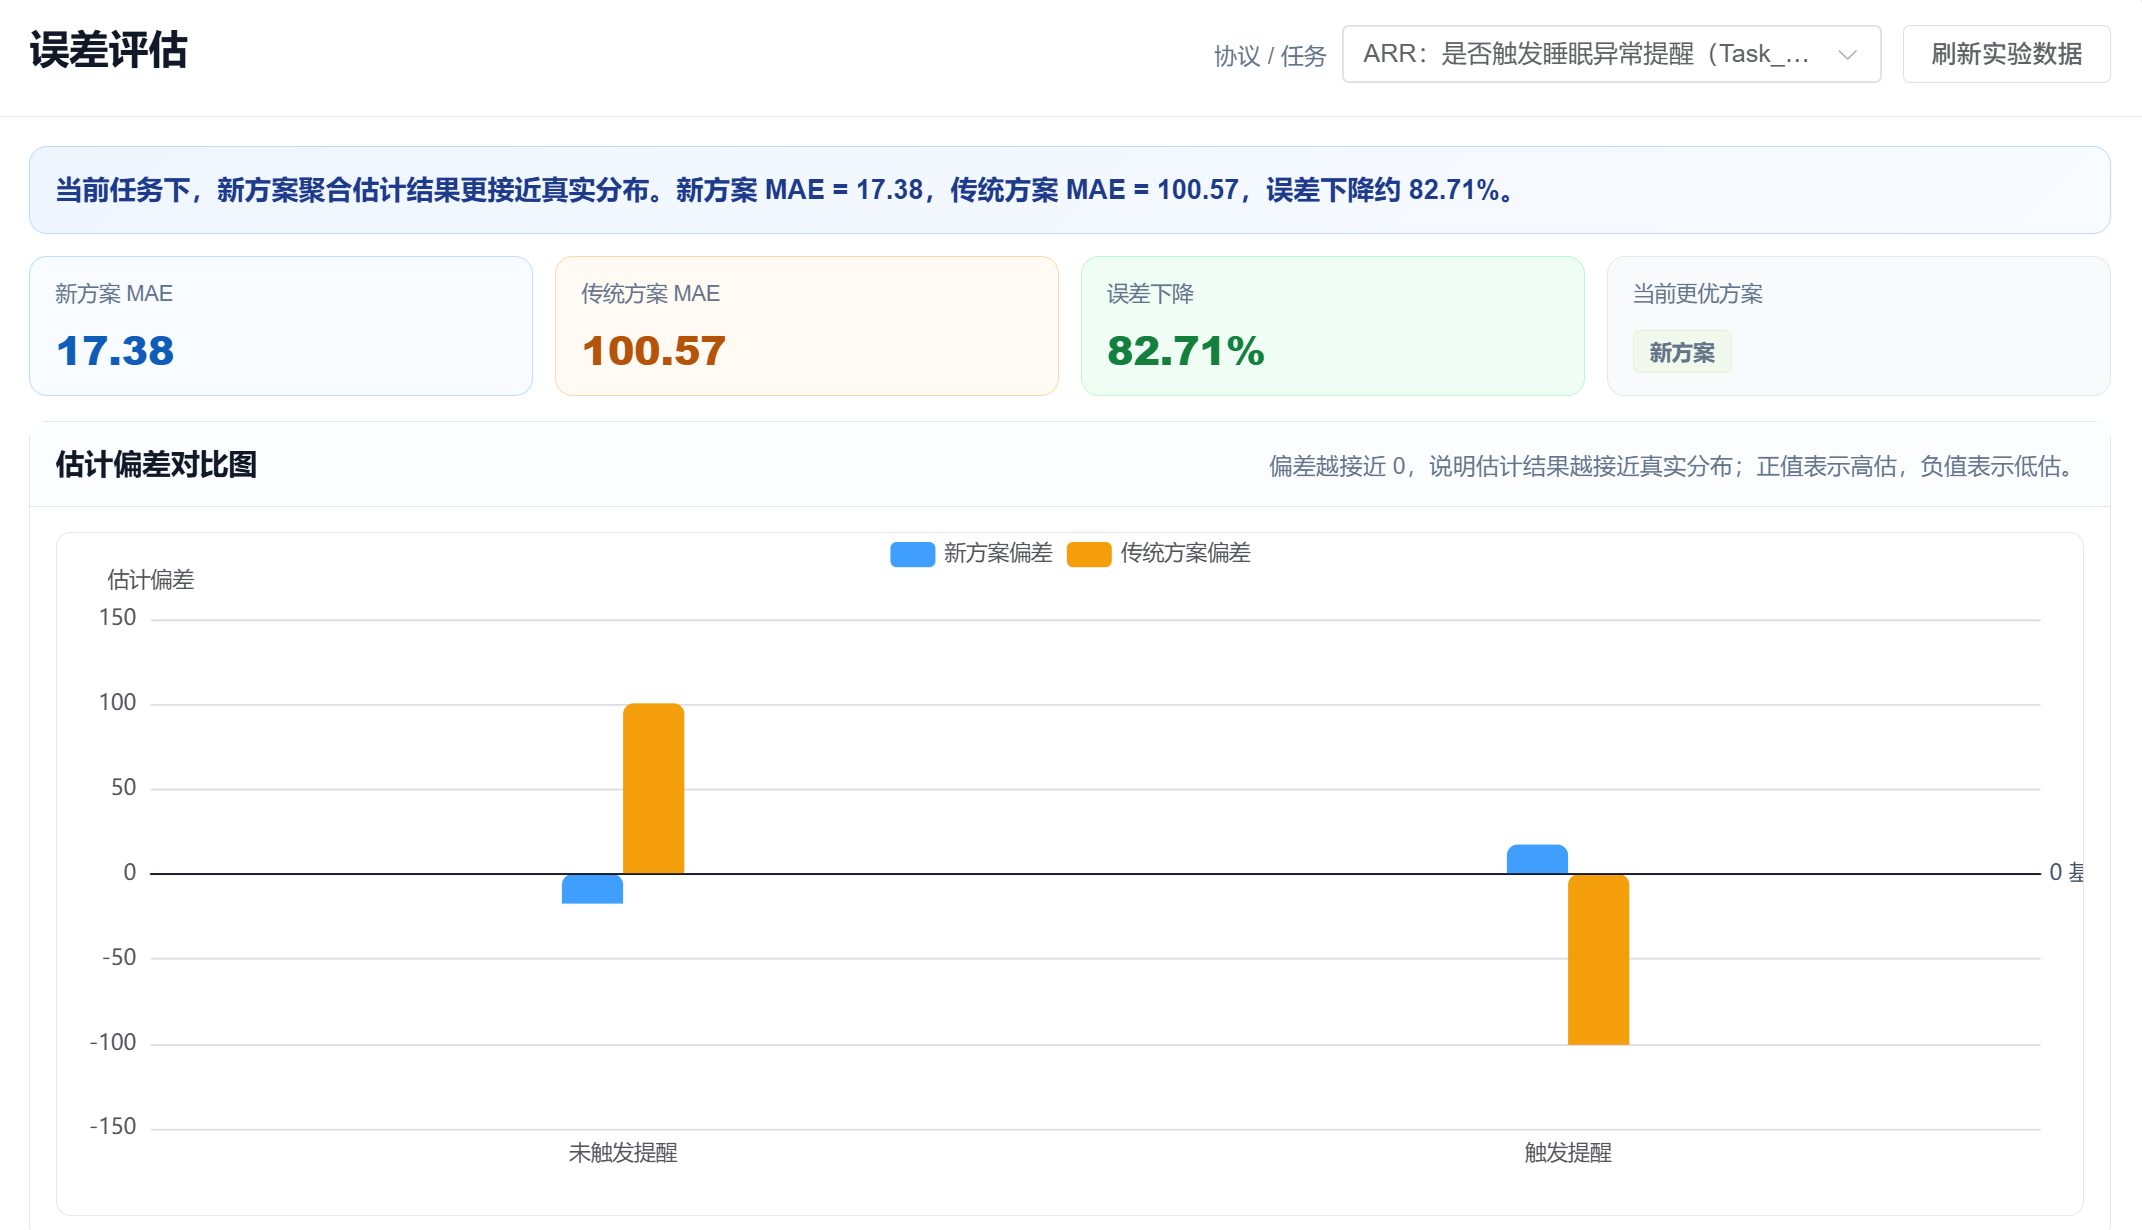 误差评估
协议 / 任务
ARR：是否触发睡眠异常提醒（Task_...
刷新实验数据
当前任务下，新方案聚合估计结果更接近真实分布。新方案 MAE = 17.38，传统方案 MAE = 100.57，误差下降约 82.71%。
新方案 MAE
17.38
传统方案 MAE
100.57
误差下降
82.71%
当前更优方案
新方案
估计偏差对比图
偏差越接近 0，说明估计结果越接近真实分布；正值表示高估，负值表示低估。
新方案偏差
传统方案偏差
估计偏差
150
100
50
0
0
-50
-100
-150
未触发提醒
触发提醒